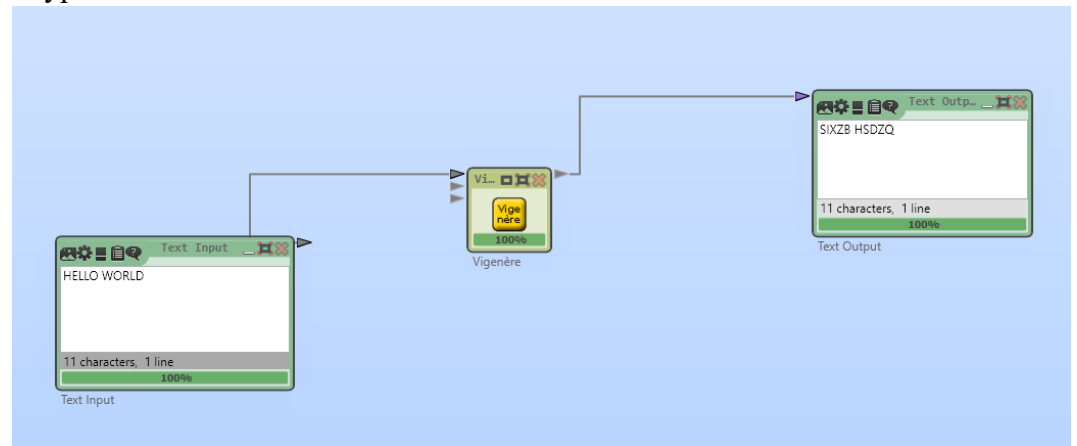 Text Outp...
SIXZB HSDZQ
11 characters, 1 line
100%
Text Output
Vi...
Vige
nère
100%
Vigenère
Text Input
HELLO WORLD
11 characters, 1 line
100%
Text Input